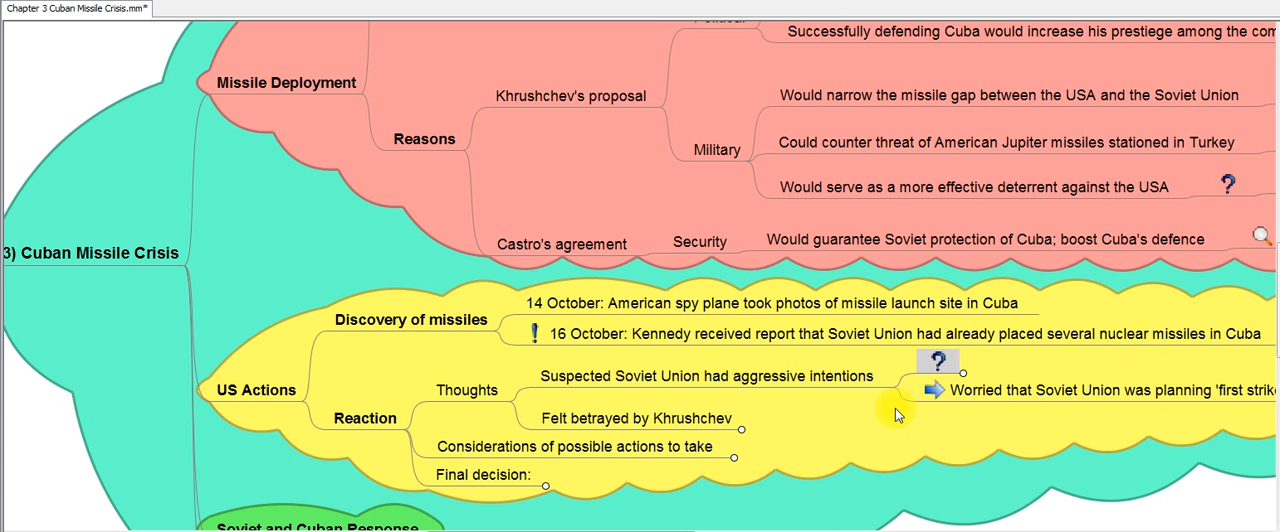 Chapter 3 Cuban Missile Crisis.mm*
Political
Successfully defending Cuba would increase his prestiege among the com
Missile Deployment
Khrushchev's proposal
Would narrow the missile gap between the USA and the Soviet Union
Reasons
Military
Could counter threat of American Jupiter missiles stationed in Turkey
Would serve as a more effective deterrent against the USA
?
Castro's agreement
Security
Would guarantee Soviet protection of Cuba; boost Cuba's defence
3) Cuban Missile Crisis
Discovery of missiles
14 October: American spy plane took photos of missile launch site in Cuba
! 16 October: Kennedy received report that Soviet Union had already placed several nuclear missiles in Cuba
US Actions
Reaction
Thoughts
Suspected Soviet Union had aggressive intentions
?
Worried that Soviet Union was planning 'first strik
Felt betrayed by Khrushchev
Considerations of possible actions to take
Final decision:
Soviet and Cuban Response